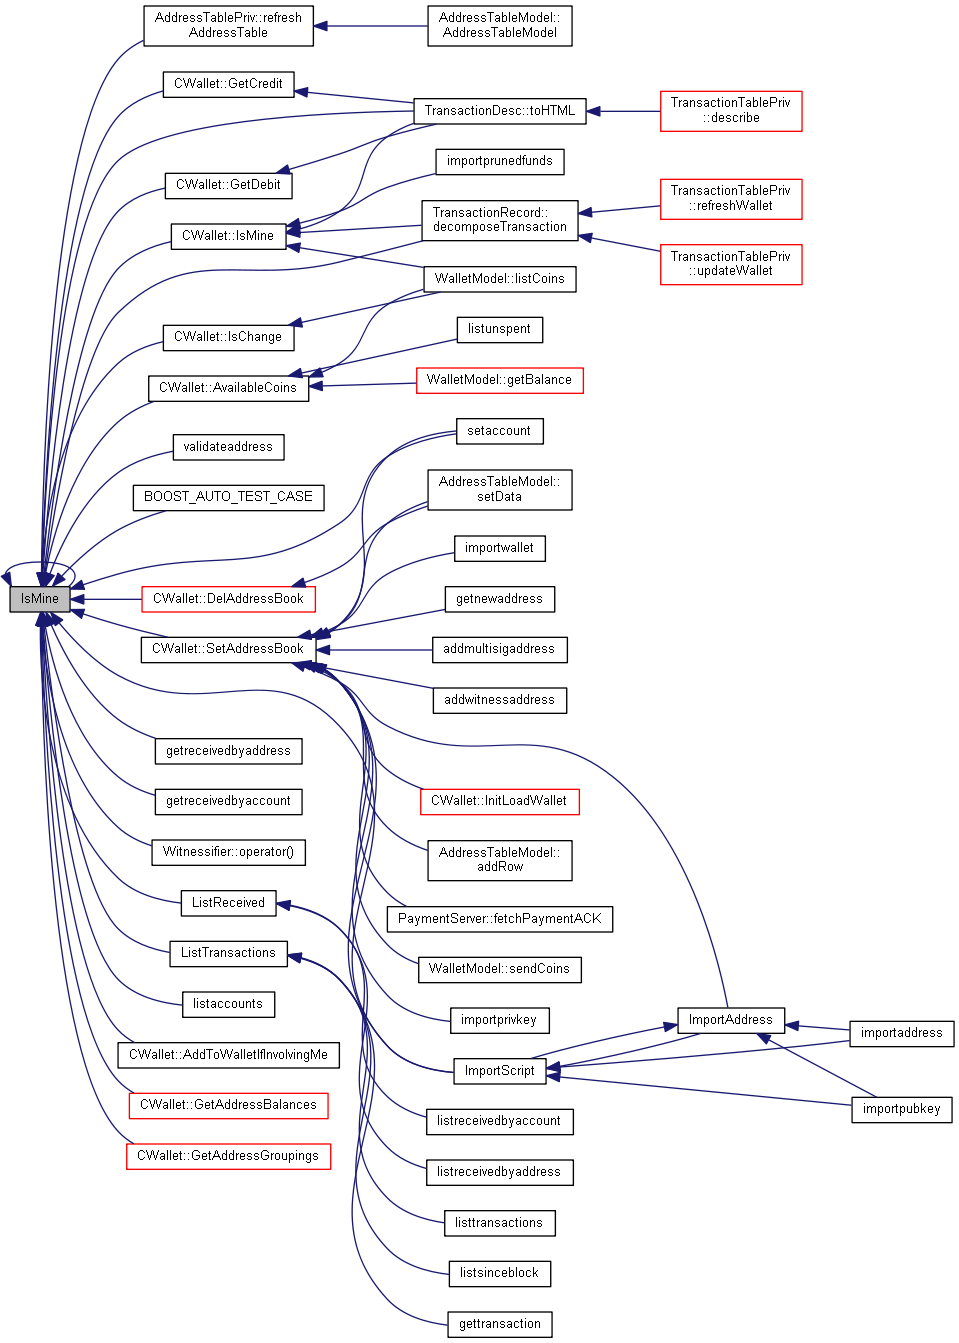 AddressTablePriv::refresh
AddressTable
AddressTableModel::
AddressTableModel
CWallet::GetCredit
TransactionDesc::toHTML
TransactionTablePriv
::describe
importprunedfunds
CWallet::GetDebit
TransactionTablePriv
::refreshWallet
TransactionRecord::
decomposeTransaction
CWallet::IsMine
TransactionTablePriv
::updateWallet
WalletModel::listCoins
CWallet::IsChange
listunspent
CWallet::AvailableCoins
WalletModel::getBalance
setaccount
validateaddress
AddressTableModel::
setData
BOOST_AUTO_TEST_CASE
importwallet
IsMine
CWallet::DelAddressBook
getnewaddress
CWallet::SetAddressBook
addmultisigaddress
addwitnessaddress
getreceivedbyaddress
getreceivedbyaccount
CWallet::InitLoadWallet
Witnessifier::operator()
AddressTableModel::
addRow
ListReceived
PaymentServer::fetchPaymentACK
ListTransactions
WalletModel::sendCoins
listaccounts
importprivkey
ImportAddress
importaddress
CWallet::AddToWalletIfInvolvingMe
ImportScript
CWallet::GetAddressBalances
importpubkey
listreceivedbyaccount
CWallet::GetAddressGroupings
listreceivedbyaddress
listtransactions
listsinceblock
gettransaction